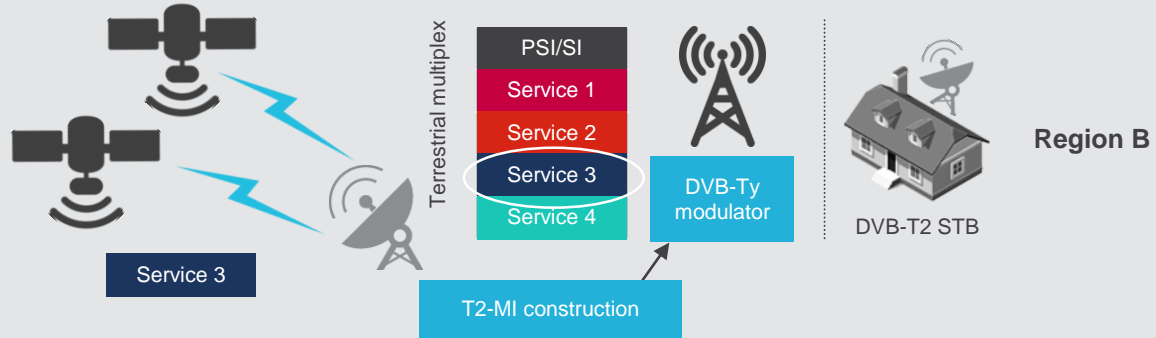 Terrestrial multiplex
PSI/SI
Service 1
Service 2
Service 3
Service 4
DVB-Ty
modulator
DVB-T2 STB
Region B
Service 3
T2-MI construction